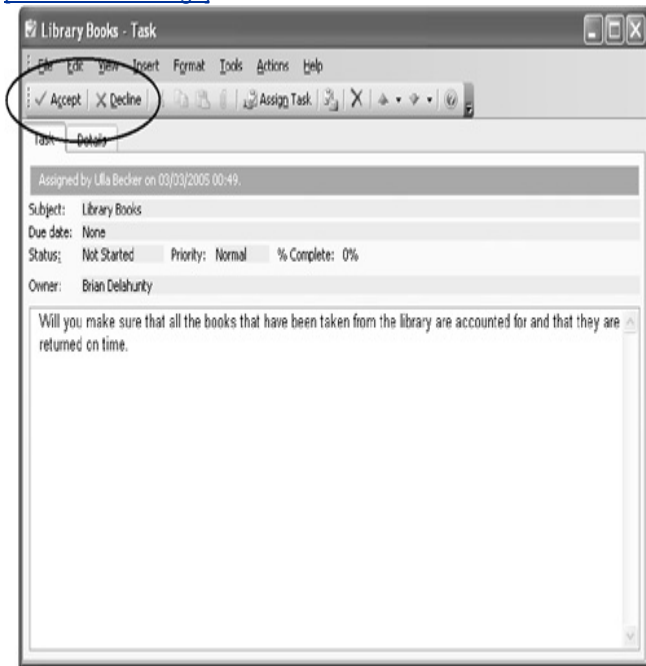 Library Books - Task
File Edit View Insert Format Tools Actions Help
Accept Decline Assign Task
Task Details
Assigned by Ulla Becker on 03/03/2005 00:49.
Subject: Library Books
Due date: None
Status: Not Started Priority: Normal % Complete: 0%
Owner: Brian Delahunty
Will you make sure that all the books that have been taken from the library are accounted for and that they are
returned on time.